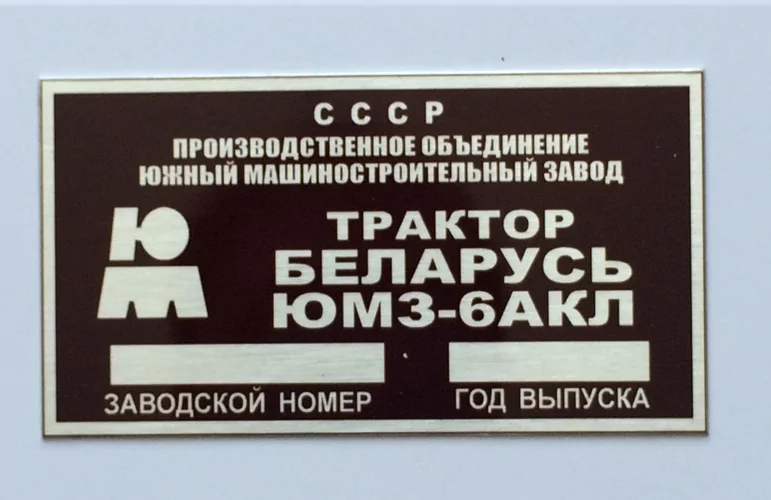 СССР
ПРОИЗВОДСТВЕННОЕ ОБЪЕДИНЕНИЕ
ЮЖНЫЙ МАШИНОСТРОИТЕЛЬНЫЙ ЗАВОД
Ю
М
ТРАКТОР
БЕЛАРУСЬ
ЮМЗ-6АКЛ
ЗАВОДСКОЙ НОМЕР
ГОД ВЫПУСКА